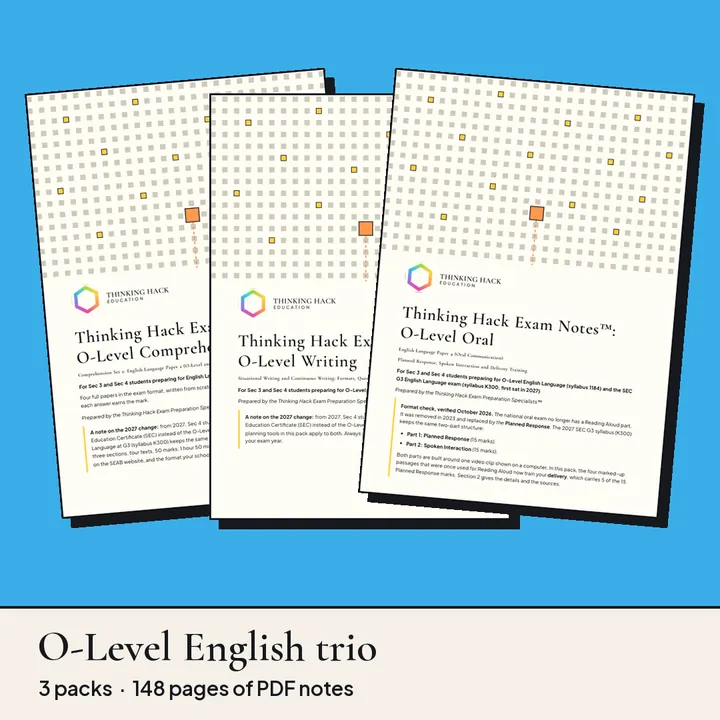 THINKING HACK
EDUCATION
Thinking Hack Exa
O-Level Comprehe
Comprehension Set 2: English Language Paper 2 (O-Level an
For Sec 3 and Sec 4 students preparing for English La
Four full papers in the exam format, written from scrat
each answer earns the mark.
Prepared by the Thinking Hack Exam Preparation Spe
A note on the 2027 change: from 2027, Sec 4 stu
Education Certificate (SEC) instead of the O-Leve
Language at G3 (syllabus K300) keeps the same
three sections, four texts, 50 marks, 1 hour 50 m
on the SEAB website, and the format your schoo
THINKING HACK
EDUCATION
Thinking Hack Ex
O-Level Writing
Situational Writing and Continuous Writing: Formats, Que
For Sec 3 and Sec 4 students preparing for O-Level
Prepared by the Thinking Hack Exam Preparation Spec
A note on the 2027 change: from 2027, Sec 4
Education Certificate (SEC) instead of the O-Lev
planning tools in this pack apply to both. Always
your exam year.
THINKING HACK
EDUCATION
Thinking Hack Exam Notes™:
O-Level Oral
English Language Paper 4 (Oral Communication)
Planned Response, Spoken Interaction and Delivery Training
For Sec 3 and Sec 4 students preparing for O-Level English Language (syllabus 1184) and the SEC
G3 English Language exam (syllabus K300, first sat in 2027)
Prepared by the Thinking Hack Exam Preparation Specialists™
Format check, verified October 2026. The national oral exam no longer has a Reading Aloud part.
It was removed in 2023 and replaced by the Planned Response. The 2027 SEC G3 syllabus (K300)
keeps the same two-part structure:
• Part 1: Planned Response (15 marks).
• Part 2: Spoken Interaction (15 marks).
Both parts are built around one video clip shown on a computer. In this pack, the four marked-up
passages that were once used for Reading Aloud now train your delivery, which carries 5 of the 15
Planned Response marks. Section 2 gives the details and the sources.
O-Level English trio
3 packs · 148 pages of PDF notes